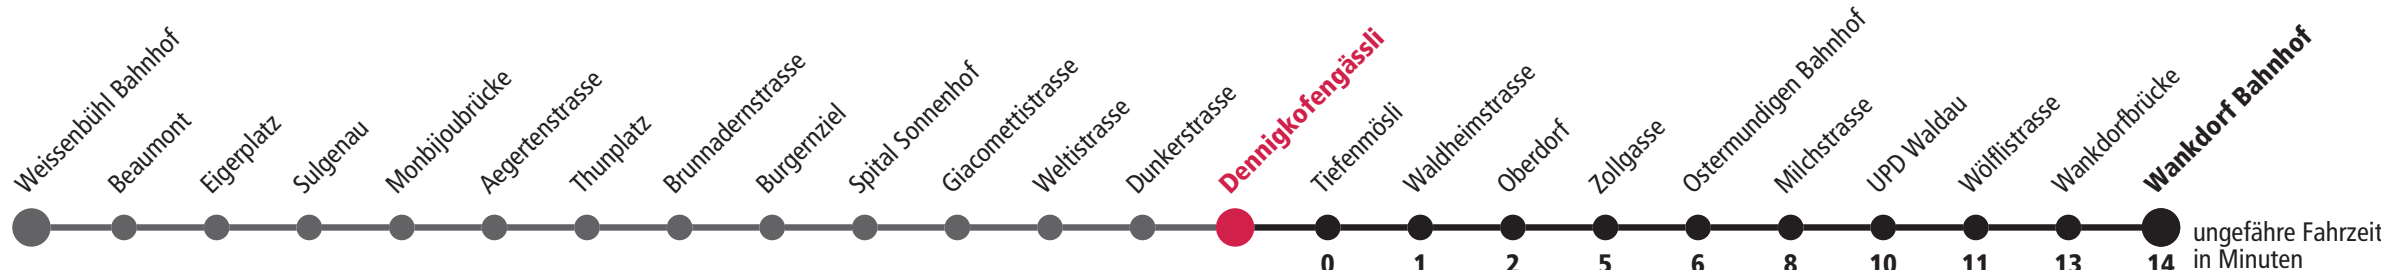 Weissenbühl Bahnhof
Beaumont
Eigerplatz
Sulgenau
Monbijoubrücke
Aegertenstrasse
Thunplatz
Brunnadernstrasse
Burgernziel
Spital Sonnenhof
Giacomettistrasse
Weltistrasse
Dunkerstrasse
Dennigkofengässli
Tiefenmösli
Waldheimstrasse
Oberdorf
Zollgasse
Ostermundigen Bahnhof
Milchstrasse
UPD Waldau
Wölflistrasse
Wankdorfbrücke
Wankdorf Bahnhof
0 1 2 5 6 8 10 11 13 14
ungefähre Fahrzeit
in Minuten